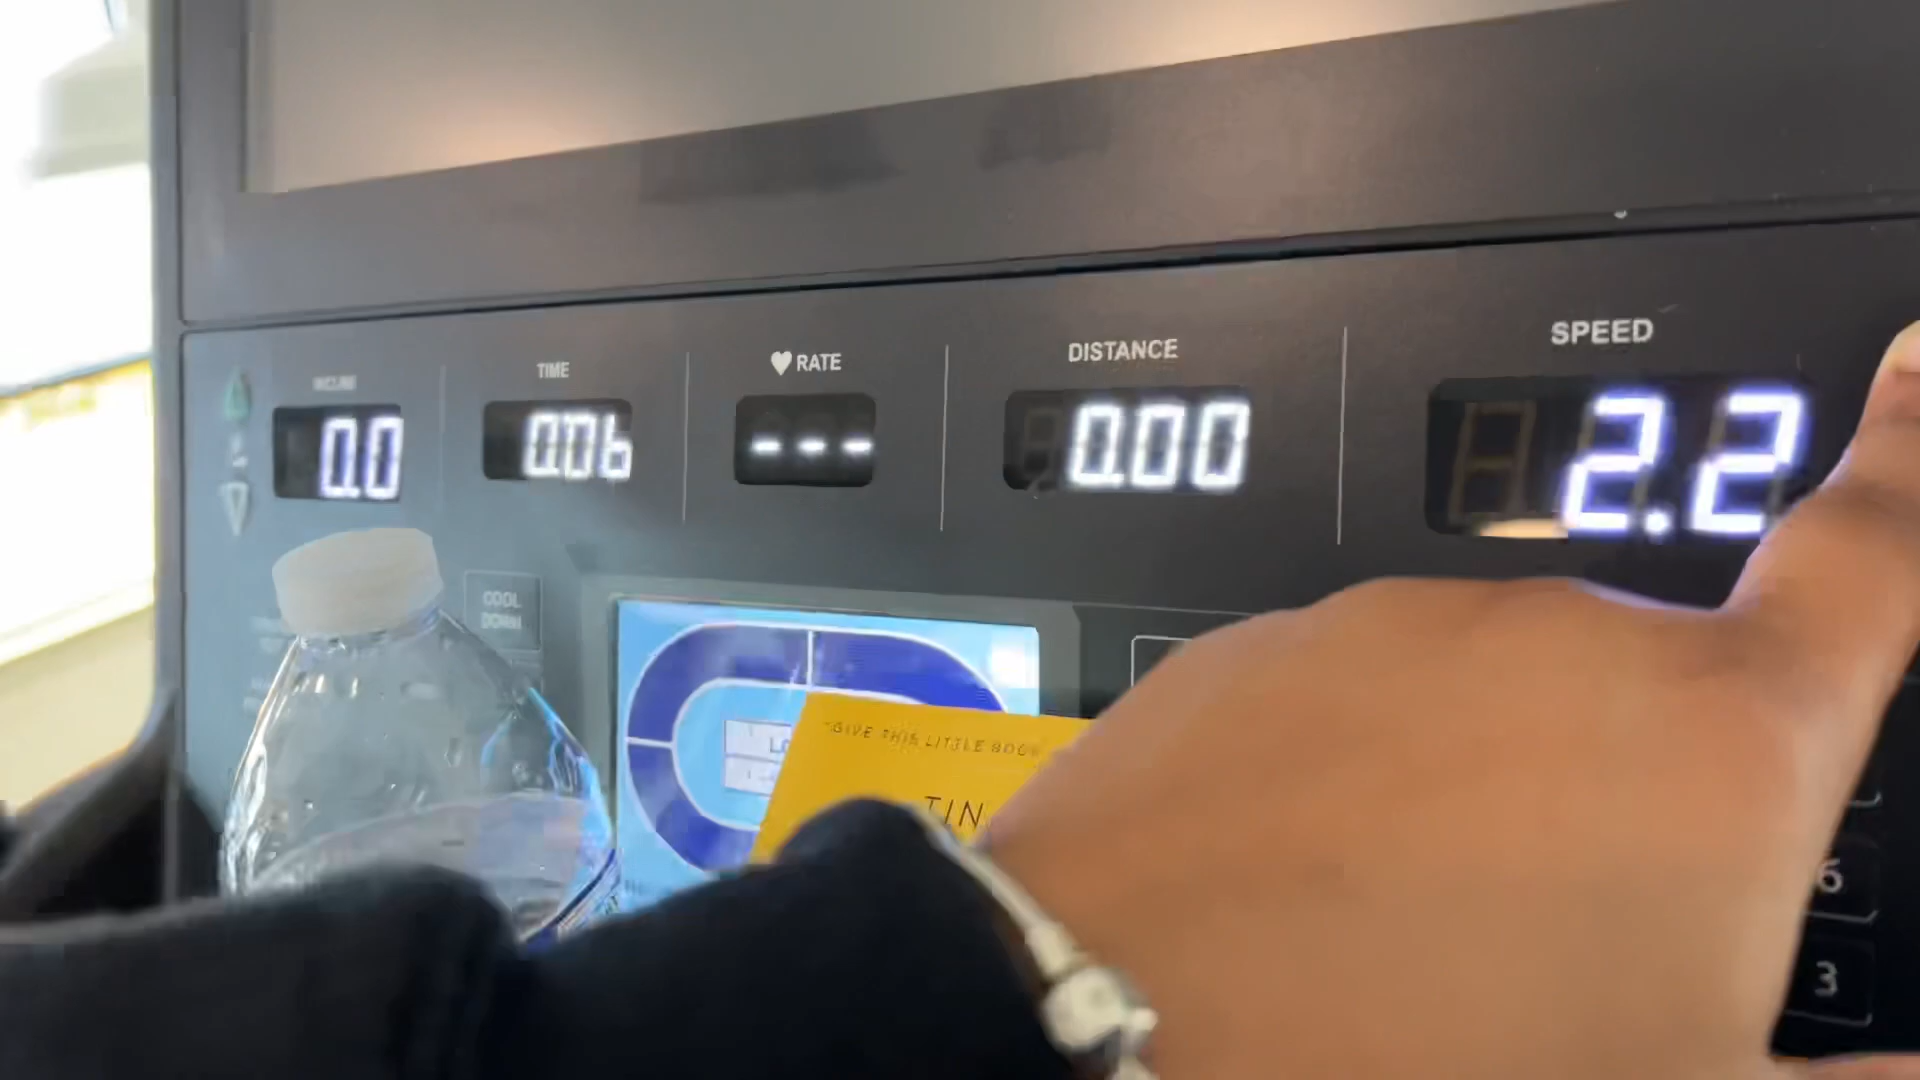 INCLINE
TIME
RATE
DISTANCE
SPEED
0.0
0:06
---
0.00
2.2
COOL
DOWN
GIVE THIS LITTLE BOOK
TIN
6
3